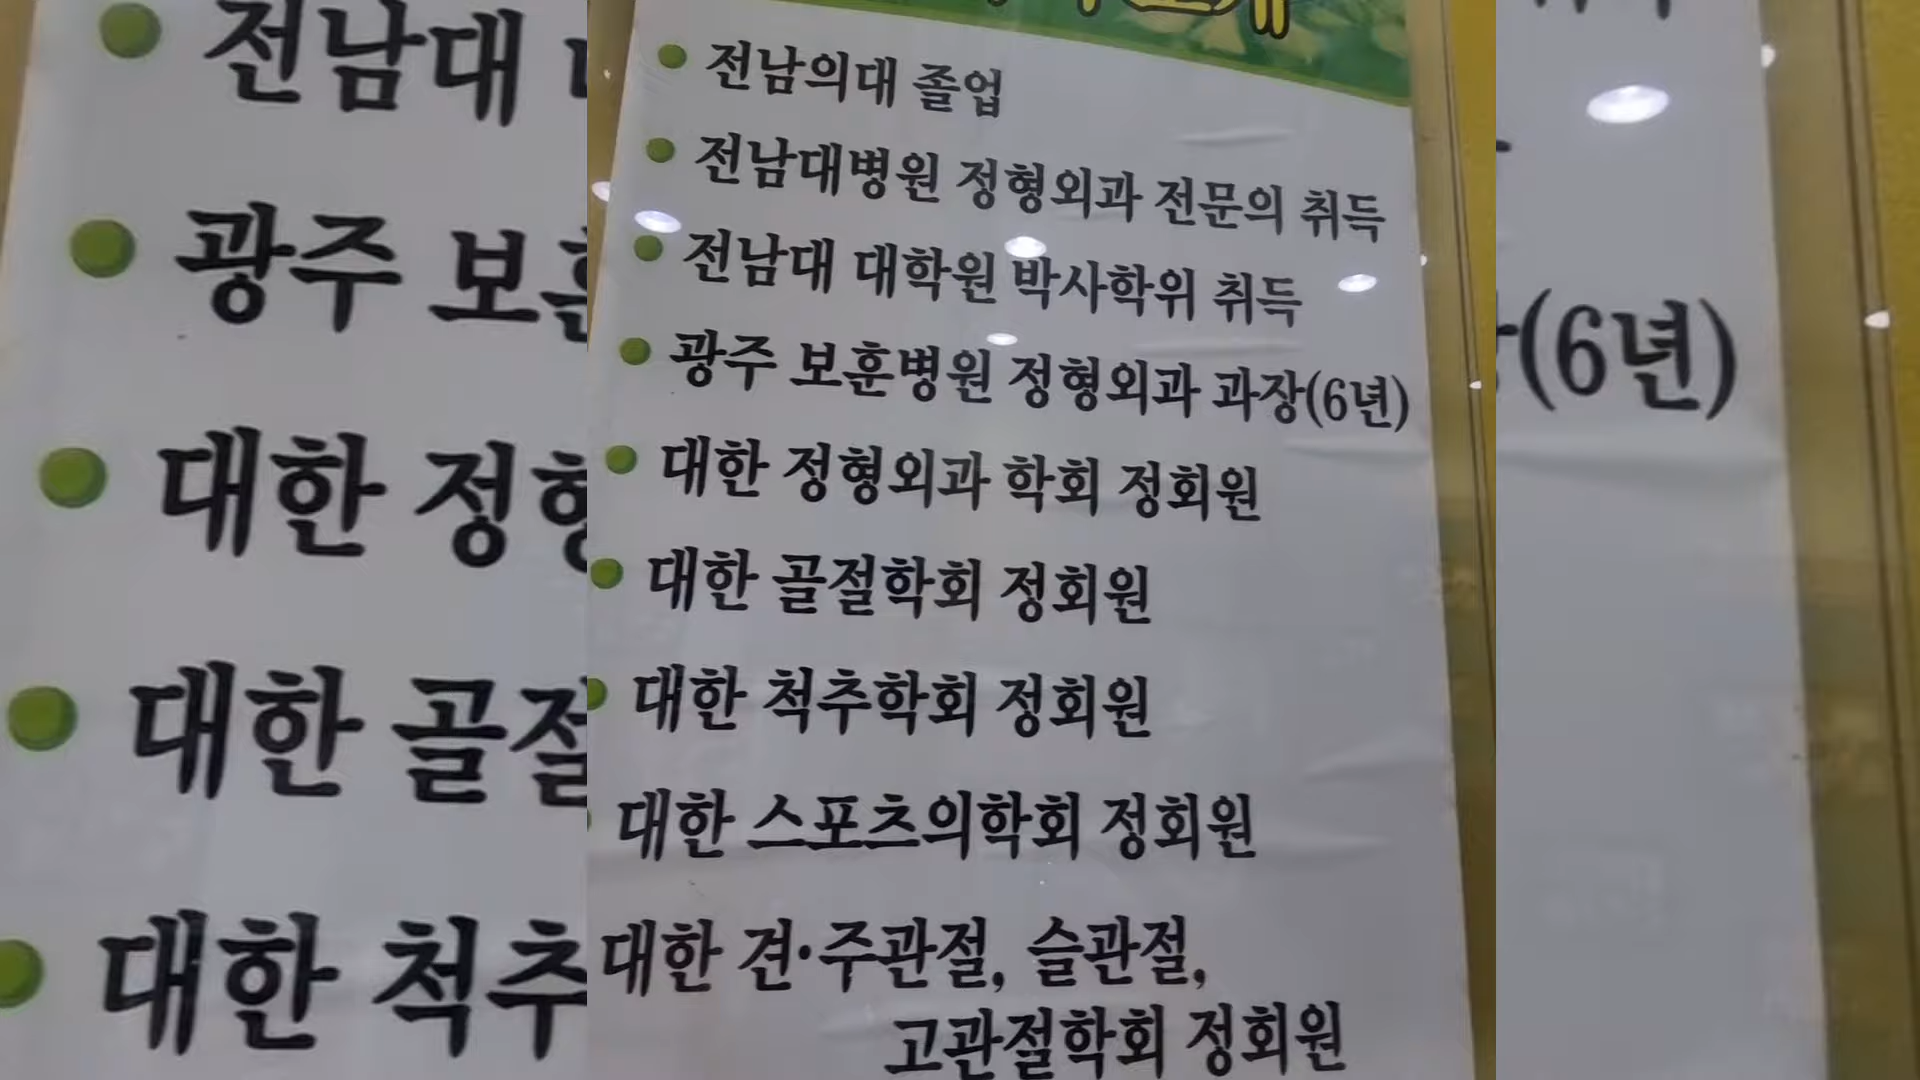 전남의대 졸업
전남대병원 정형외과 전문의 취득
전남대 대학원 박사학위 취득
광주 보훈병원 정형외과 과장(6년)
대한 정형외과 학회 정회원
대한 골절학회 정회원
대한 척추학회 정회원
대한 스포츠의학회 정회원
대한 견·주관절, 슬관절,
고관절학회 정회원